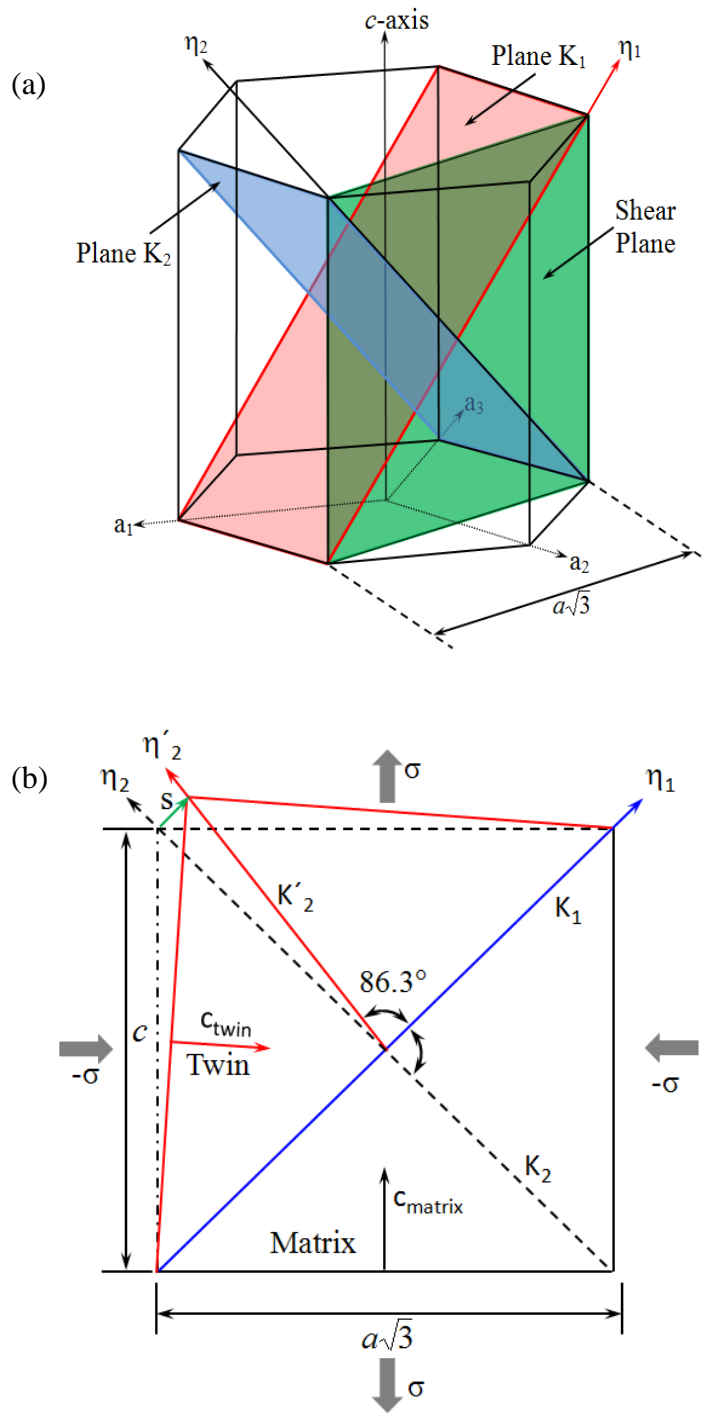 (a)
c-axis
η2
Plane K1
η1
Plane K2
Shear
Plane
a3
a1
a2
a√3
(b)
η´2
σ
η2
s
η1
K´2
K1
86.3°
c
ctwin
Twin
-σ
-σ
K2
cmatrix
Matrix
a√3
σ